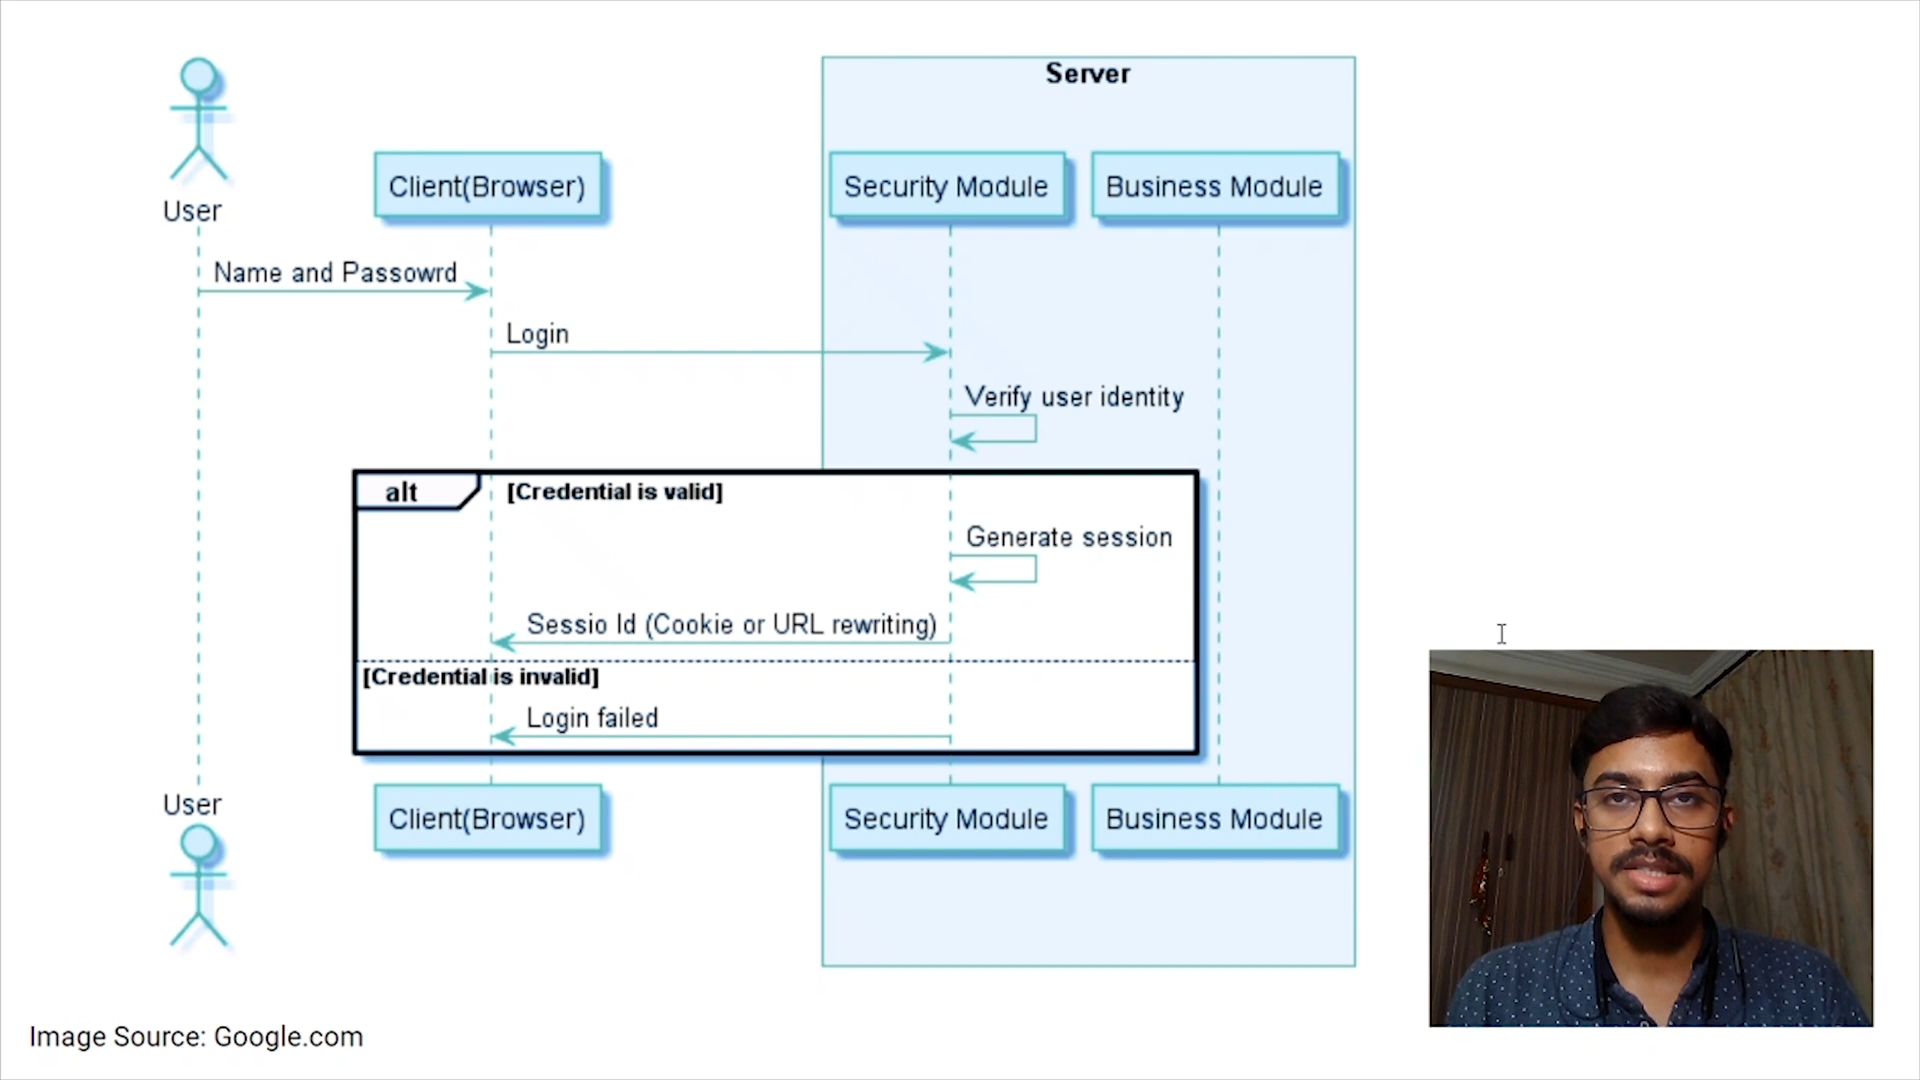 Server
Client(Browser)
Security Module
Business Module
User
Name and Passowrd
Login
Verify user identity
alt
[Credential is valid]
Generate session
Sessio Id (Cookie or URL rewriting)
[Credential is invalid]
Login failed
User
Client(Browser)
Security Module
Business Module
Image Source: Google.com